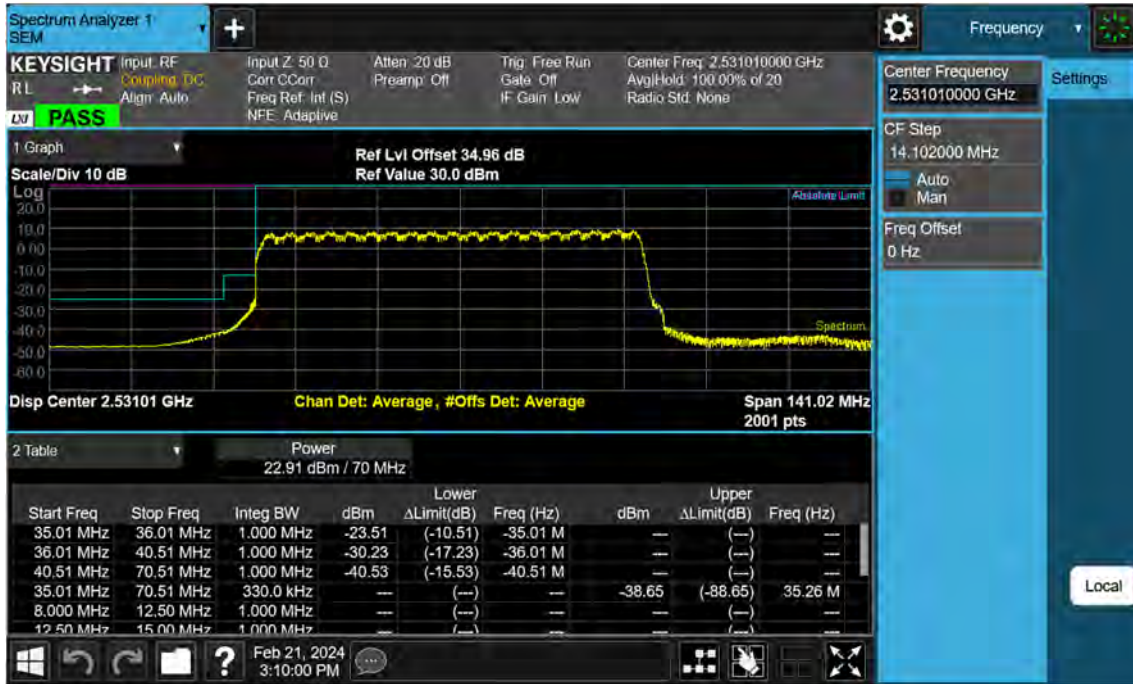 Spectrum Analyzer 1
SEM
+
Frequency
KEYSIGHT
RL
LXI PASS
Input: RF
Coupling: DC
Align: Auto
Input Z: 50 Ω
Corr CCorr
Freq Ref: Int (S)
NFE: Adaptive
Atten: 20 dB
Preamp: Off
Trig: Free Run
Gate: Off
IF Gain: Low
Center Freq: 2.531010000 GHz
Avg|Hold: 100.00% of 20
Radio Std: None
Center Frequency
2.531010000 GHz
Settings
CF Step
14.102000 MHz
Auto
Man
Freq Offset
0 Hz
1 Graph
Scale/Div 10 dB
Ref Lvl Offset 34.96 dB
Ref Value 30.0 dBm
Log
Absolute Limit
20.0
10.0
0.00
-10.0
-20.0
-30.0
-40.0
-50.0
-60.0
Spectrum
Disp Center 2.53101 GHz
Chan Det: Average, #Offs Det: Average
Span 141.02 MHz
2001 pts
2 Table
Power
22.91 dBm / 70 MHz
Lower Upper
Start Freq Stop Freq Integ BW dBm ΔLimit(dB) Freq (Hz) dBm ΔLimit(dB) Freq (Hz)
35.01 MHz 36.01 MHz 1.000 MHz -23.51 (-10.51) -35.01 M --- (---) ---
36.01 MHz 40.51 MHz 1.000 MHz -30.23 (-17.23) -36.01 M --- (---) ---
40.51 MHz 70.51 MHz 1.000 MHz -40.53 (-15.53) -40.51 M --- (---) ---
35.01 MHz 70.51 MHz 330.0 kHz --- (---) --- -38.65 (-88.65) 35.26 M
8.000 MHz 12.50 MHz 1.000 MHz --- (---) --- --- (---) ---
12.50 MHz 15.00 MHz 1.000 MHz --- (---) --- --- (---) ---
Local
?
Feb 21, 2024
3:10:00 PM